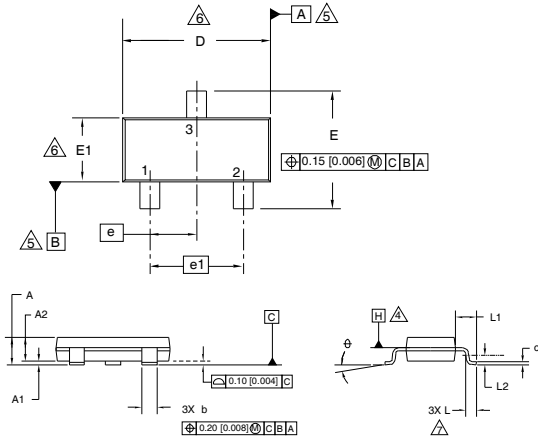 6
D
A 5
3
6 E1
E
⌖ 0.15 [0.006] Ⓜ C B A
1 2
5 B
e
e1
A
A2
C
H 4
L1
θ
c
A1
⌓ 0.10 [0.004] C
L2
3X b
3X L
⌖ 0.20 [0.008] Ⓜ C B A
7